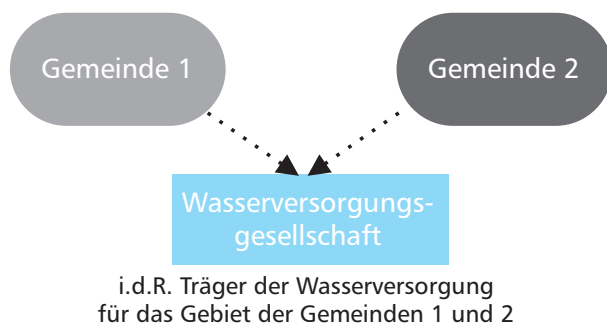 Gemeinde 1
Gemeinde 2
Wasserversorgungs-
gesellschaft
i.d.R. Träger der Wasserversorgung
für das Gebiet der Gemeinden 1 und 2